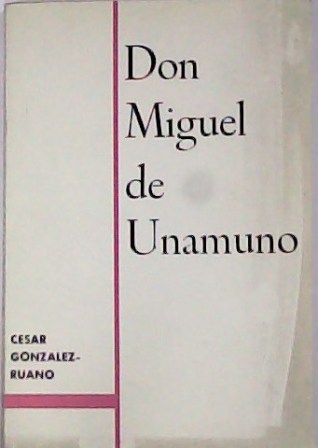 Don
Miguel
de
Unamuno
CESAR
GONZALEZ-
RUANO